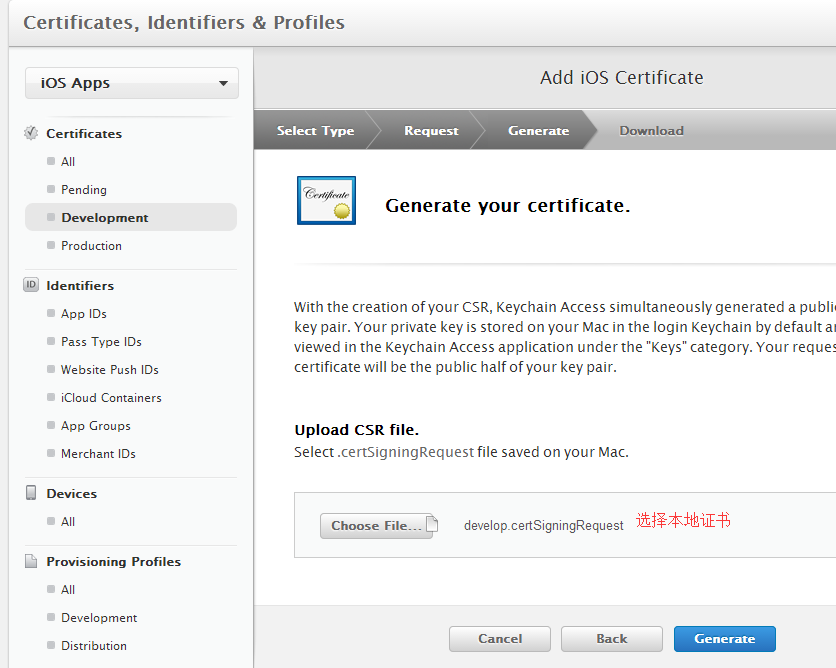 Certificates, Identifiers & Profiles
iOS Apps
Certificates
All
Pending
Development
Production
ID
Identifiers
App IDs
Pass Type IDs
Website Push IDs
iCloud Containers
App Groups
Merchant IDs
Devices
All
Provisioning Profiles
All
Development
Distribution
Add iOS Certificate
Select Type
Request
Generate
Download
Certificate
Generate your certificate.
With the creation of your CSR, Keychain Access simultaneously generated a public
key pair. Your private key is stored on your Mac in the login Keychain by default
viewed in the Keychain Access application under the "Keys" category. Your
certificate will be the public half of your key pair.
Upload CSR file.
Select .certSigningRequest file saved on your Mac.
Choose File...
develop.certSigningRequest
选择本地证书
Cancel
Back
Generate